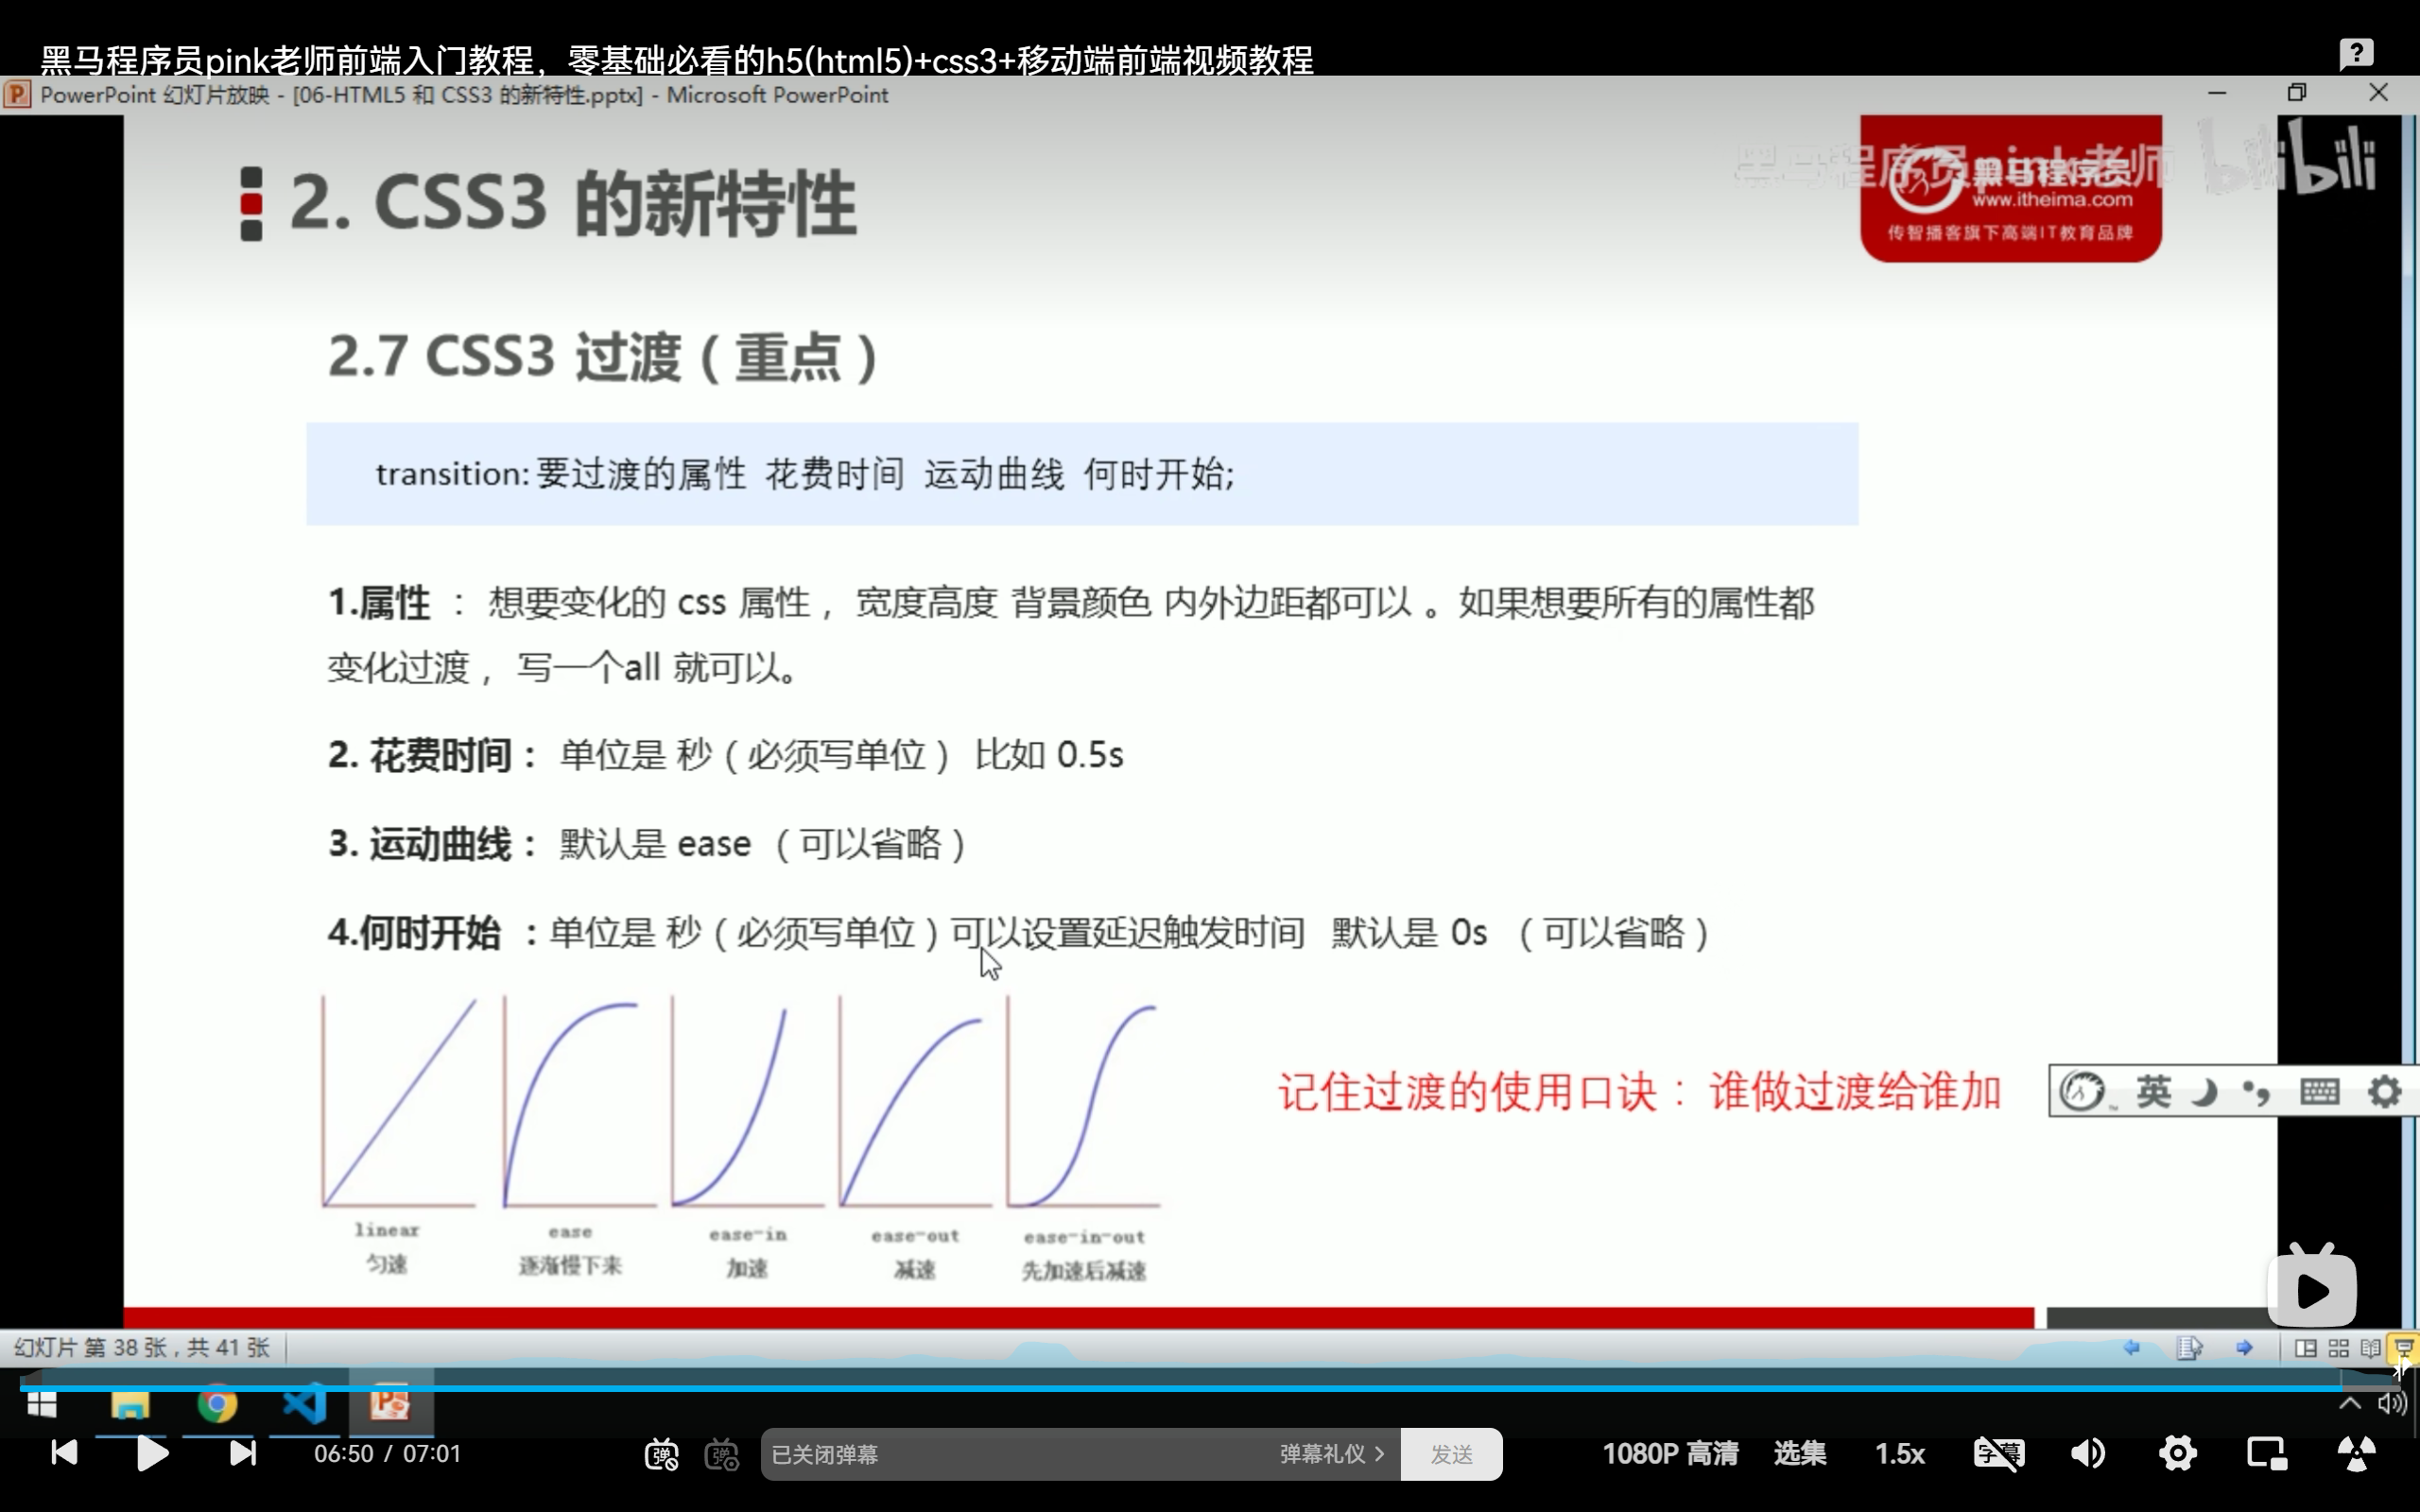 黑马程序员pink老师前端入门教程，零基础必看的h5(html5)+css3+移动端前端视频教程
PowerPoint 幻灯片放映 - [06-HTML5 和 CSS3 的新特性.pptx] - Microsoft PowerPoint
2. CSS3 的新特性
黑马程序员pink老师
bilibili
黑马程序员
www.itheima.com
传智播客旗下高端IT教育品牌
2.7 CSS3 过渡（重点）
transition: 要过渡的属性 花费时间 运动曲线 何时开始;
1.属性 ： 想要变化的 css 属性， 宽度高度 背景颜色 内外边距都可以 。如果想要所有的属性都
变化过渡， 写一个all 就可以。
2. 花费时间： 单位是 秒（必须写单位） 比如 0.5s
3. 运动曲线： 默认是 ease （可以省略）
4.何时开始 ：单位是 秒（必须写单位）可以设置延迟触发时间 默认是 0s （可以省略）
linear ease ease-in ease-out ease-in-out
匀速 逐渐慢下来 加速 减速 先加速后减速
记住过渡的使用口诀： 谁做过渡给谁加
英
幻灯片 第 38 张，共 41 张
06:50 / 07:01
弹 弹 已关闭弹幕 弹幕礼仪 > 发送
1080P 高清 选集 1.5x 字幕